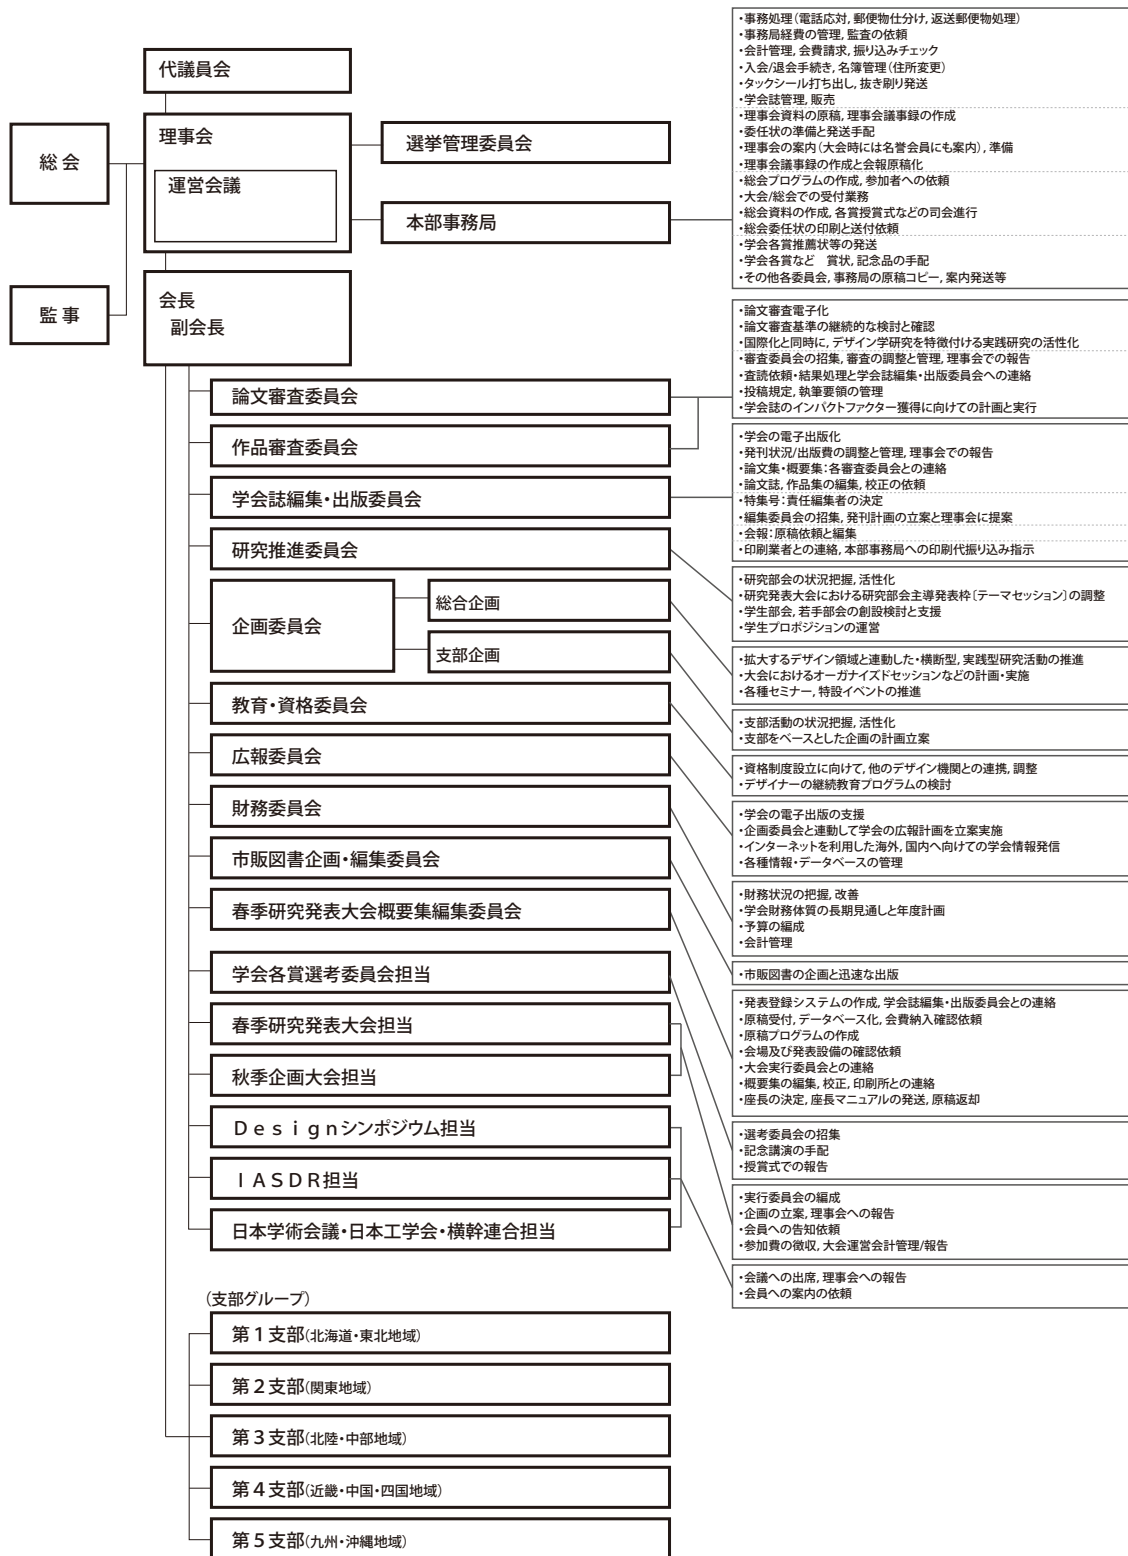 代議員会
総 会
理事会
運営会議
選挙管理委員会
本部事務局
監 事
会長
副会長
論文審査委員会
作品審査委員会
学会誌編集・出版委員会
研究推進委員会
企画委員会
総合企画
支部企画
教育・資格委員会
広報委員会
財務委員会
市販図書企画・編集委員会
春季研究発表大会概要集編集委員会
学会各賞選考委員会担当
春季研究発表大会担当
秋季企画大会担当
Ｄｅｓｉｇｎシンポジウム担当
ＩＡＳＤＲ担当
日本学術会議・日本工学会・横幹連合担当
（支部グループ）
第１支部(北海道・東北地域)
第２支部(関東地域)
第３支部(北陸・中部地域)
第４支部(近畿・中国・四国地域)
第５支部(九州・沖縄地域)
・事務処理（電話応対，郵便物仕分け，返送郵便物処理）
・事務局経費の管理，監査の依頼
・会計管理，会費請求，振り込みチェック
・入会/退会手続き，名簿管理（住所変更）
・タックシール打ち出し，抜き刷り発送
・学会誌管理，販売
・理事会資料の原稿，理事会議事録の作成
・委任状の準備と発送手配
・理事会の案内（大会時には名誉会員にも案内），準備
・理事会議事録の作成と会報原稿化
・総会プログラムの作成，参加者への依頼
・大会/総会での受付業務
・総会資料の作成，各賞授賞式などの司会進行
・総会委任状の印刷と送付依頼
・学会各賞推薦状等の発送
・学会各賞など　賞状，記念品の手配
・その他各委員会，事務局の原稿コピー，案内発送等
・論文審査電子化
・論文審査基準の継続的な検討と確認
・国際化と同時に，デザイン学研究を特徴付ける実践研究の活性化
・審査委員会の招集，審査の調整と管理，理事会での報告
・査読依頼・結果処理と学会誌編集・出版委員会への連絡
・投稿規定，執筆要領の管理
・学会誌のインパクトファクター獲得に向けての計画と実行
・学会の電子出版化
・発刊状況/出版費の調整と管理，理事会での報告
・論文集・概要集：各審査委員会との連絡
・論文誌，作品集の編集，校正の依頼
・特集号：責任編集者の決定
・編集委員会の招集，発刊計画の立案と理事会に提案
・会報：原稿依頼と編集
・印刷業者との連絡，本部事務局への印刷代振り込み指示
・研究部会の状況把握，活性化
・研究発表大会における研究部会主導発表枠〔テーマセッション〕の調整
・学生部会，若手部会の創設検討と支援
・学生プロポジションの運営
・拡大するデザイン領域と連動した・横断型，実践型研究活動の推進
・大会におけるオーガナイズドセッションなどの計画・実施
・各種セミナー，特設イベントの推進
・支部活動の状況把握，活性化
・支部をベースとした企画の計画立案
・資格制度設立に向けて，他のデザイン機関との連携，調整
・デザイナーの継続教育プログラムの検討
・学会の電子出版の支援
・企画委員会と連動して学会の広報計画を立案実施
・インターネットを利用した海外，国内へ向けての学会情報発信
・各種情報・データベースの管理
・財務状況の把握，改善
・学会財務体質の長期見通しと年度計画
・予算の編成
・会計管理
・市販図書の企画と迅速な出版
・発表登録システムの作成，学会誌編集・出版委員会との連絡
・原稿受付，データベース化，会費納入確認依頼
・原稿プログラムの作成
・会場及び発表設備の確認依頼
・大会実行委員会との連絡
・概要集の編集，校正，印刷所との連絡
・座長の決定，座長マニュアルの発送，原稿返却
・選考委員会の招集
・記念講演の手配
・授賞式での報告
・実行委員会の編成
・企画の立案，理事会への報告
・会員への告知依頼
・参加費の徴収，大会運営会計管理/報告
・会議への出席，理事会への報告
・会員への案内の依頼